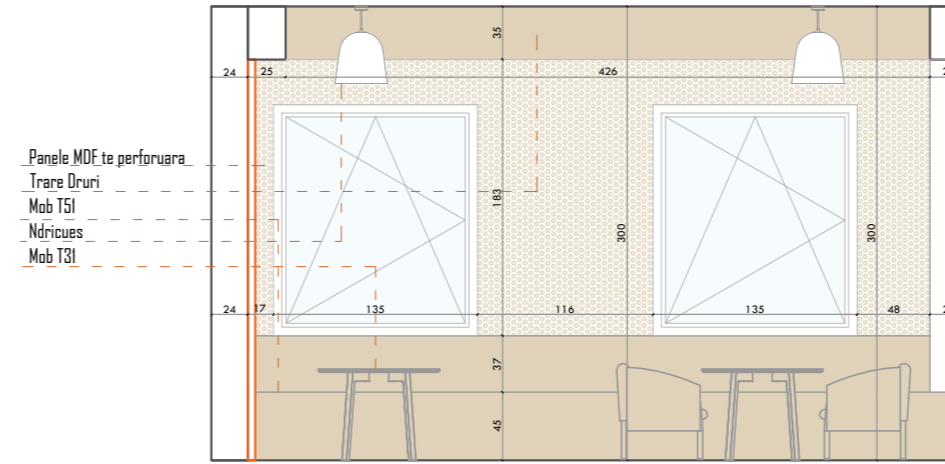 35
24 25 426
Panele MDF te perforuara
Trare Druri
Mob T51
Ndricues
Mob T31
183
300
300
24 17 135 116 135 48
37
45